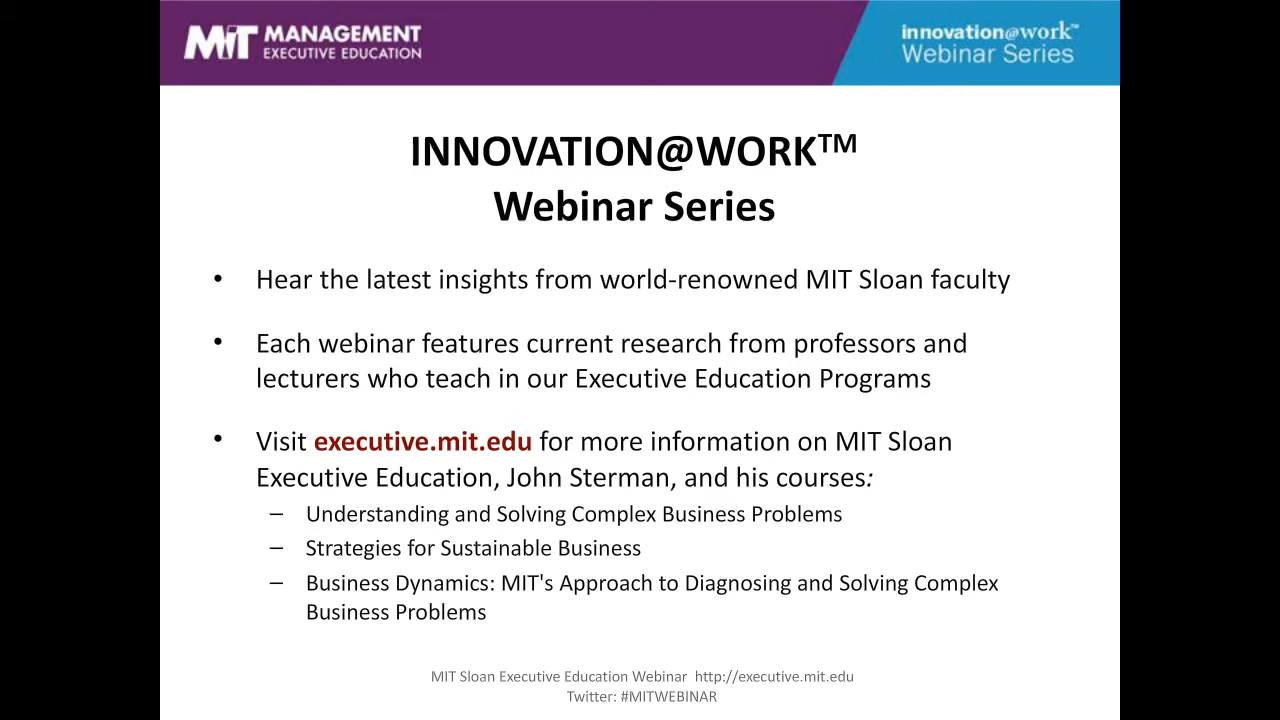 MIT MANAGEMENT
EXECUTIVE EDUCATION
innovation@work™
Webinar Series
INNOVATION@WORK™
Webinar Series
• Hear the latest insights from world-renowned MIT Sloan faculty
• Each webinar features current research from professors and
lecturers who teach in our Executive Education Programs
• Visit executive.mit.edu for more information on MIT Sloan
Executive Education, John Sterman, and his courses:
– Understanding and Solving Complex Business Problems
– Strategies for Sustainable Business
– Business Dynamics: MIT's Approach to Diagnosing and Solving Complex
Business Problems
MIT Sloan Executive Education Webinar http://executive.mit.edu
Twitter: #MITWEBINAR